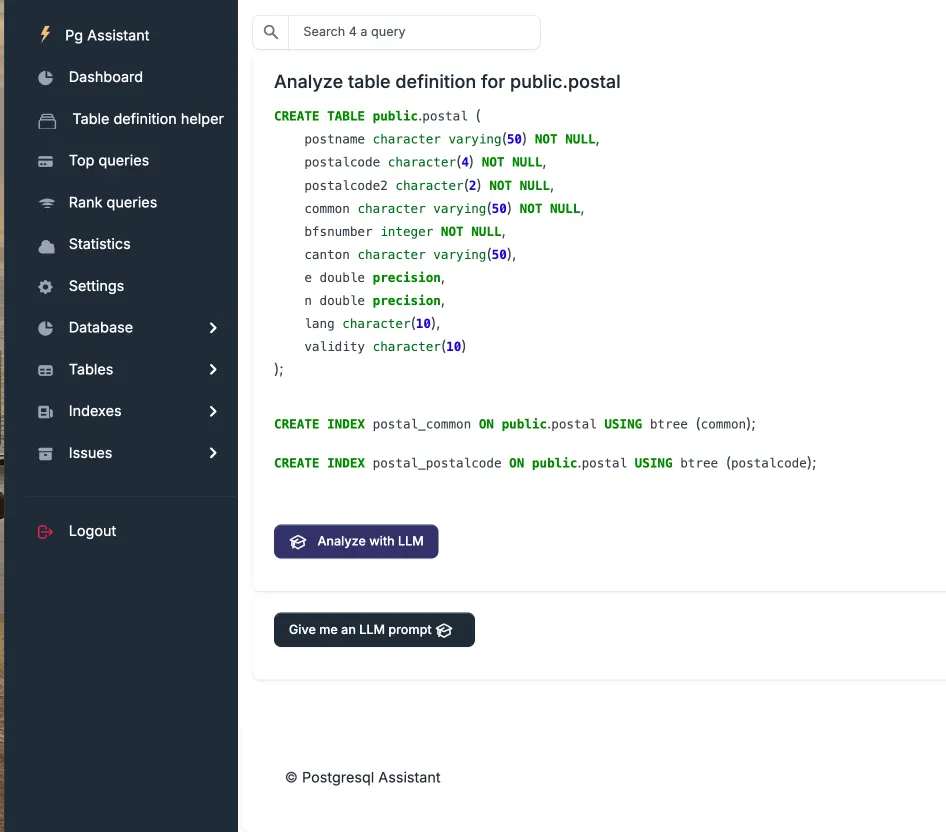 Pg Assistant
Dashboard
Table definition helper
Top queries
Rank queries
Statistics
Settings
Database
Tables
Indexes
Issues
Logout
Search 4 a query
Analyze table definition for public.postal
CREATE TABLE public.postal (
    postname character varying(50) NOT NULL,
    postalcode character(4) NOT NULL,
    postalcode2 character(2) NOT NULL,
    common character varying(50) NOT NULL,
    bfsnumber integer NOT NULL,
    canton character varying(50),
    e double precision,
    n double precision,
    lang character(10),
    validity character(10)
);
CREATE INDEX postal_common ON public.postal USING btree (common);
CREATE INDEX postal_postalcode ON public.postal USING btree (postalcode);
Analyze with LLM
Give me an LLM prompt
© Postgresql Assistant